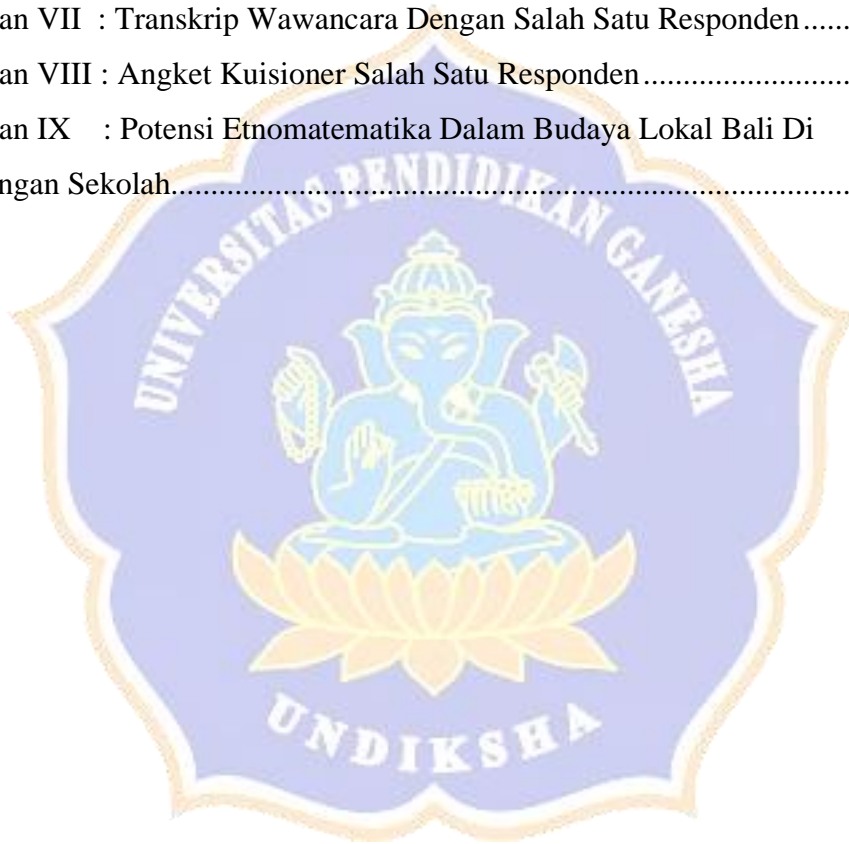 an VII : Transkrip Wawancara Dengan Salah Satu Responden......
an VIII : Angket Kuisioner Salah Satu Responden..........................
an IX : Potensi Etnomatematika Dalam Budaya Lokal Bali Di
ngan Sekolah.....................................................................................
UNIVERSITAS PENDIDIKAN GANESHA
UNDIKSHA